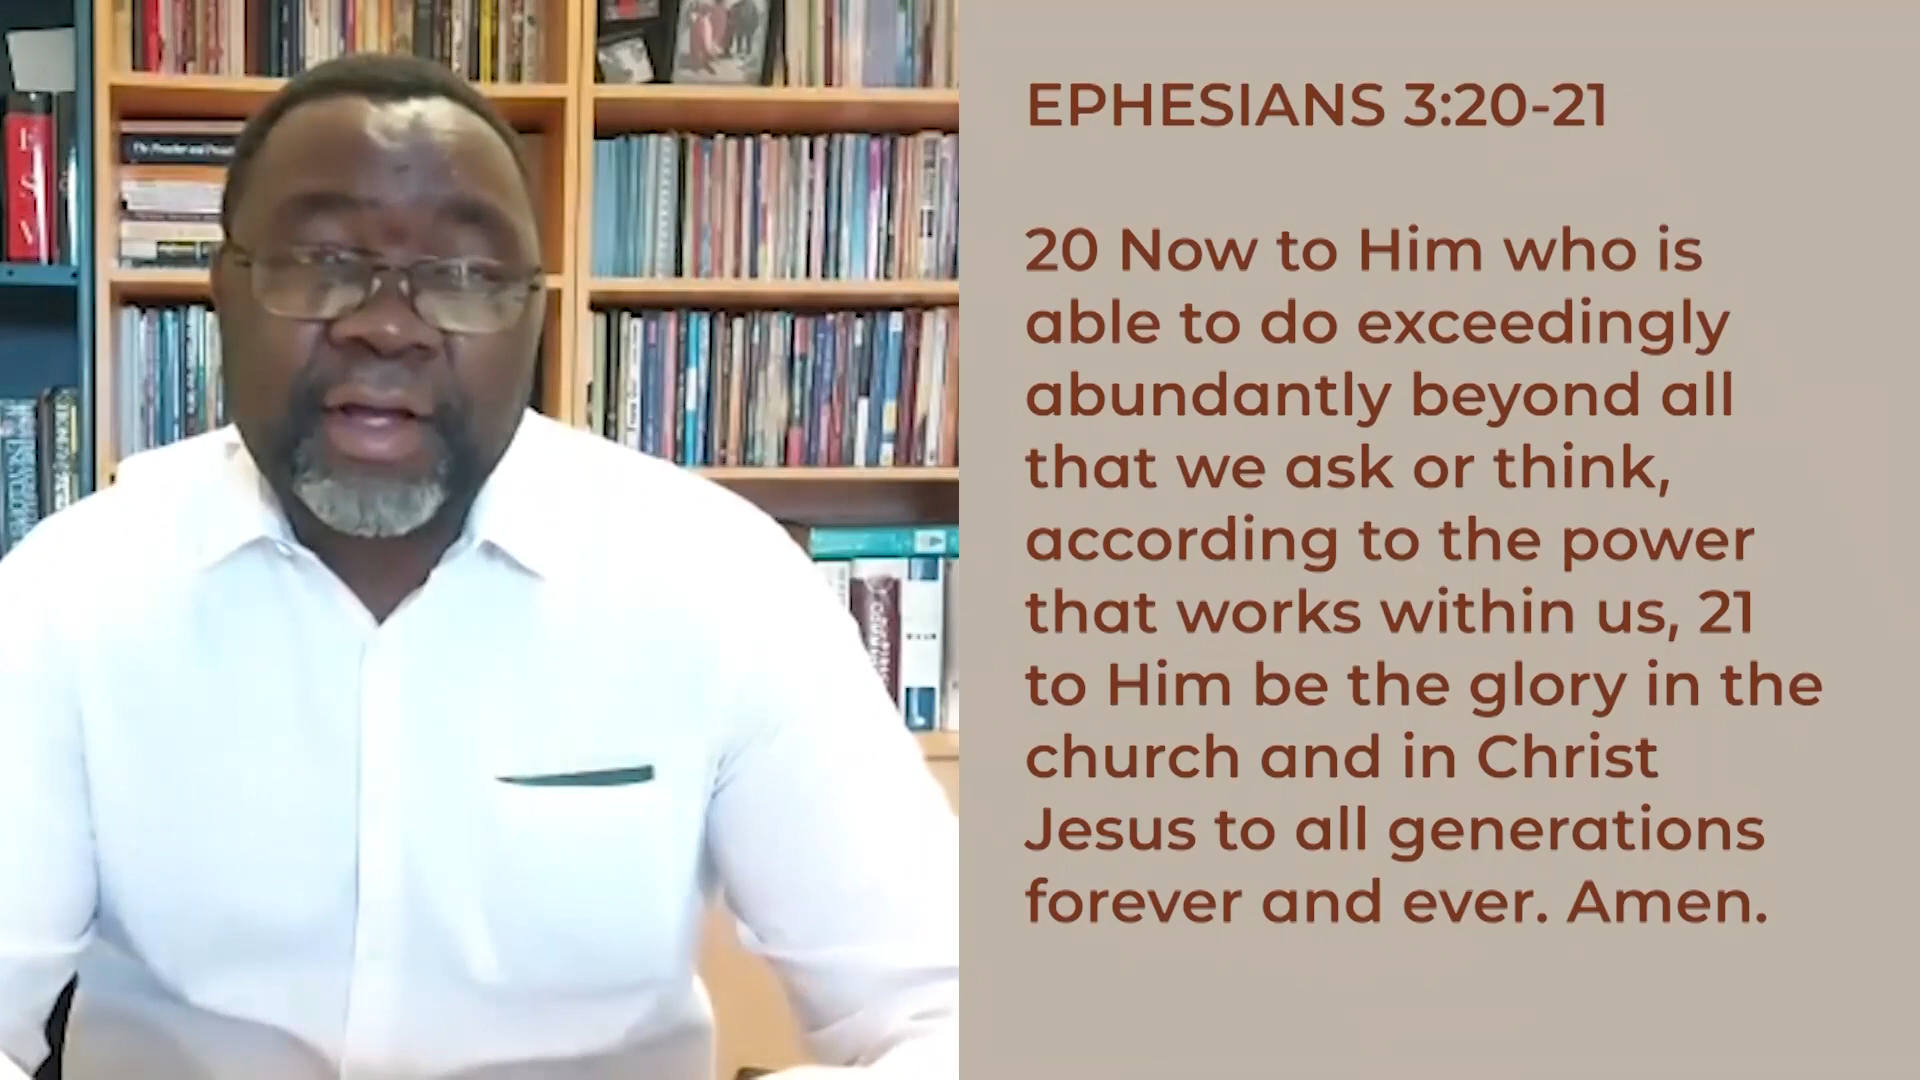 EPHESIANS 3:20-21
20 Now to Him who is
able to do exceedingly
abundantly beyond all
that we ask or think,
according to the power
that works within us, 21
to Him be the glory in the
church and in Christ
Jesus to all generations
forever and ever. Amen.
ESV